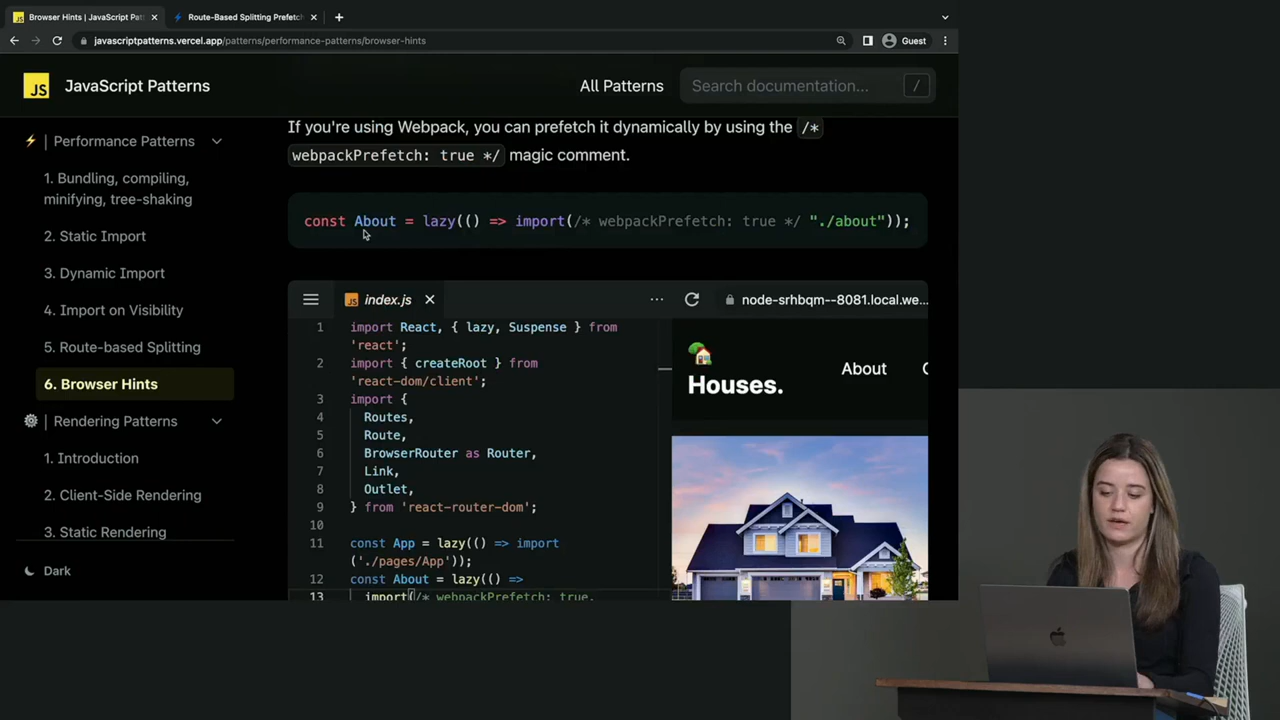 Browser Hints | JavaScript Pat
Route-Based Splitting Prefetch
javascriptpatterns.vercel.app/patterns/performance-patterns/browser-hints
Guest
JS
JavaScript Patterns
All Patterns
Search documentation...
/
Performance Patterns
1. Bundling, compiling,
minifying, tree-shaking
2. Static Import
3. Dynamic Import
4. Import on Visibility
5. Route-based Splitting
6. Browser Hints
Rendering Patterns
1. Introduction
2. Client-Side Rendering
3. Static Rendering
Dark
If you're using Webpack, you can prefetch it dynamically by using the /*
webpackPrefetch: true */ magic comment.
const About = lazy(() => import(/* webpackPrefetch: true */ "./about"));
index.js
1 import React, { lazy, Suspense } from
'react';
2 import { createRoot } from
'react-dom/client';
3 import {
4 Routes,
5 Route,
6 BrowserRouter as Router,
7 Link,
8 Outlet,
9 } from 'react-router-dom';
10
11 const App = lazy(() => import
('./pages/App'));
12 const About = lazy(() =>
13 import(/* webpackPrefetch: true
node-srhbqm--8081.local.we...
Houses.
About